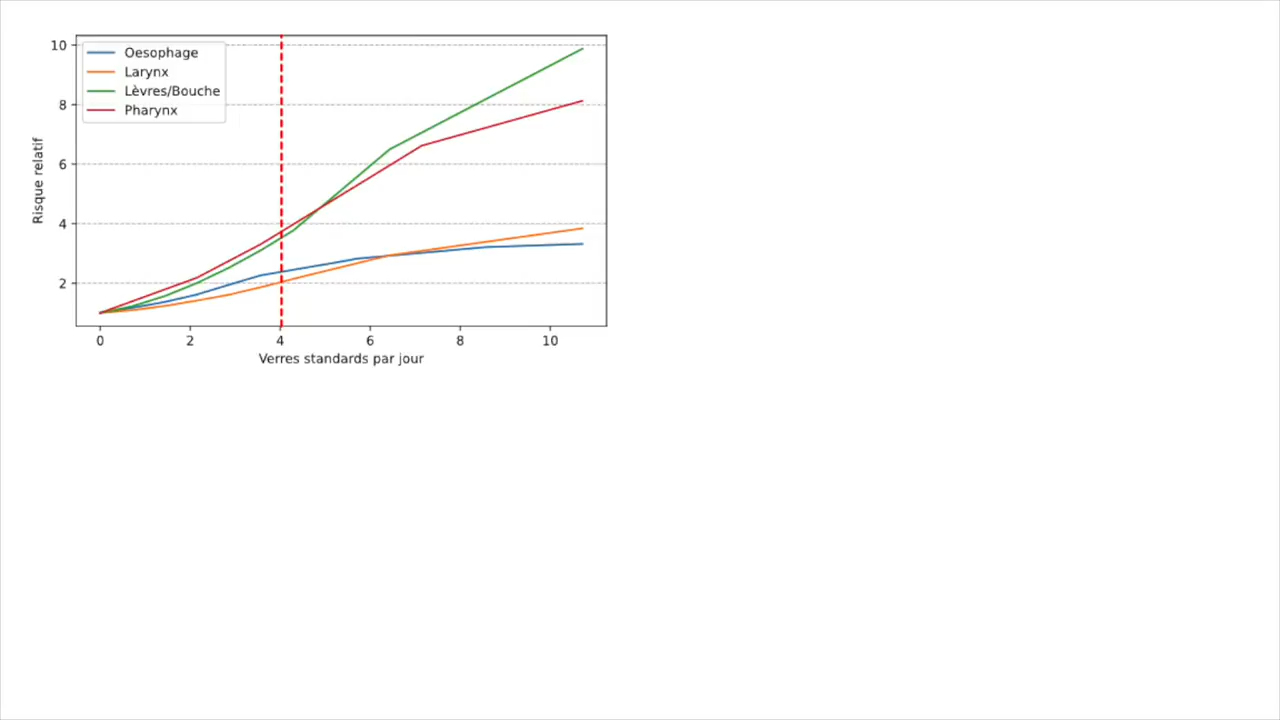 Oesophage
Larynx
Lèvres/Bouche
Pharynx
10
8
6
4
2
Risque relatif
0 2 4 6 8 10
Verres standards par jour